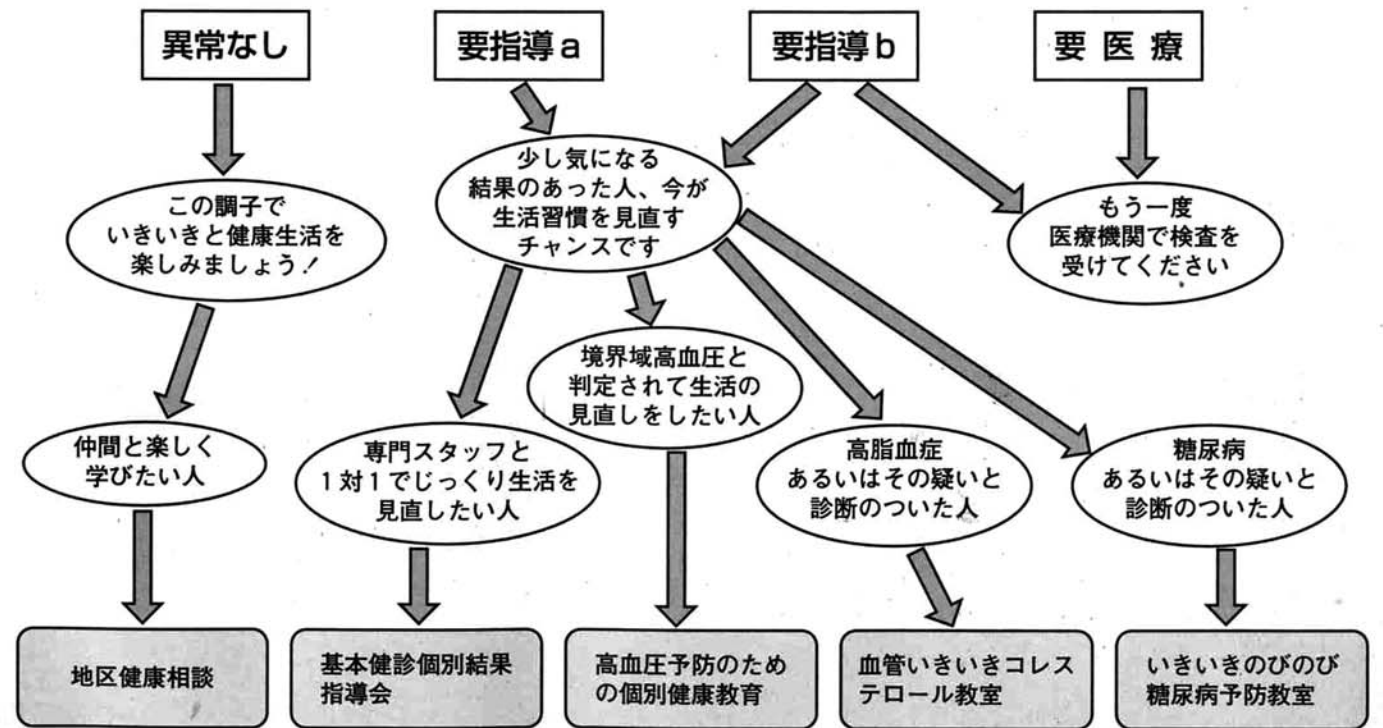 異常なし
要指導a
要指導b
要医療
この調子で
いきいきと健康生活を
楽しみましょう！
少し気になる
結果のあった人、今が
生活習慣を見直す
チャンスです
もう一度
医療機関で検査を
受けてください
仲間と楽しく
学びたい人
専門スタッフと
1対1でじっくり生活を
見直したい人
境界域高血圧と
判定されて生活の
見直しをしたい人
高脂血症
あるいはその疑いと
診断のついた人
糖尿病
あるいはその疑いと
診断のついた人
地区健康相談
基本健診個別結果
指導会
高血圧予防のため
の個別健康教育
血管いきいきコレス
テロール教室
いきいきのびのび
糖尿病予防教室